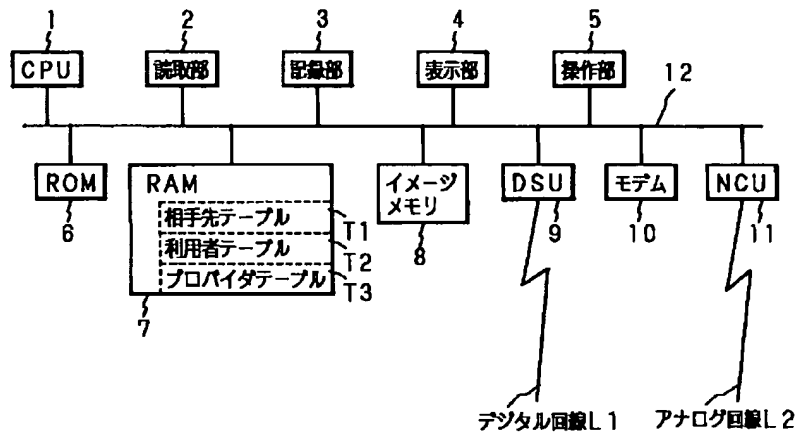 1
2
3
4
5
CPU
読取部
記録部
表示部
操作部
12
ROM
RAM
イメージ
メモリ
DSU
モデム
NCU
相手先テーブル
利用者テーブル
プロバイダテーブル
T1
T2
T3
6
7
8
9
10
11
デジタル回線L1
アナログ回線L2